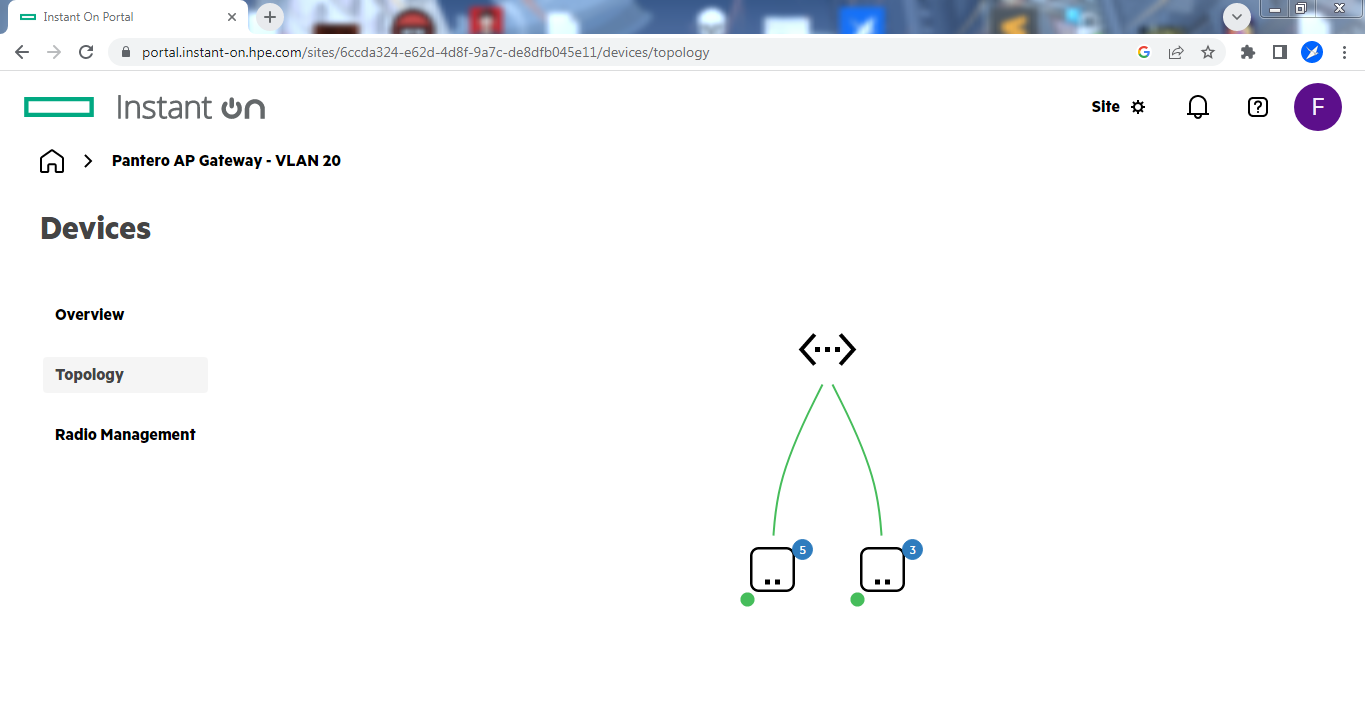 Instant On Portal
portal.instant-on.hpe.com/sites/6ccda324-e62d-4d8f-9a7c-de8dfb045e11/devices/topology
Instant On
Site
F
Pantero AP Gateway - VLAN 20
Devices
Overview
Topology
Radio Management
5
3